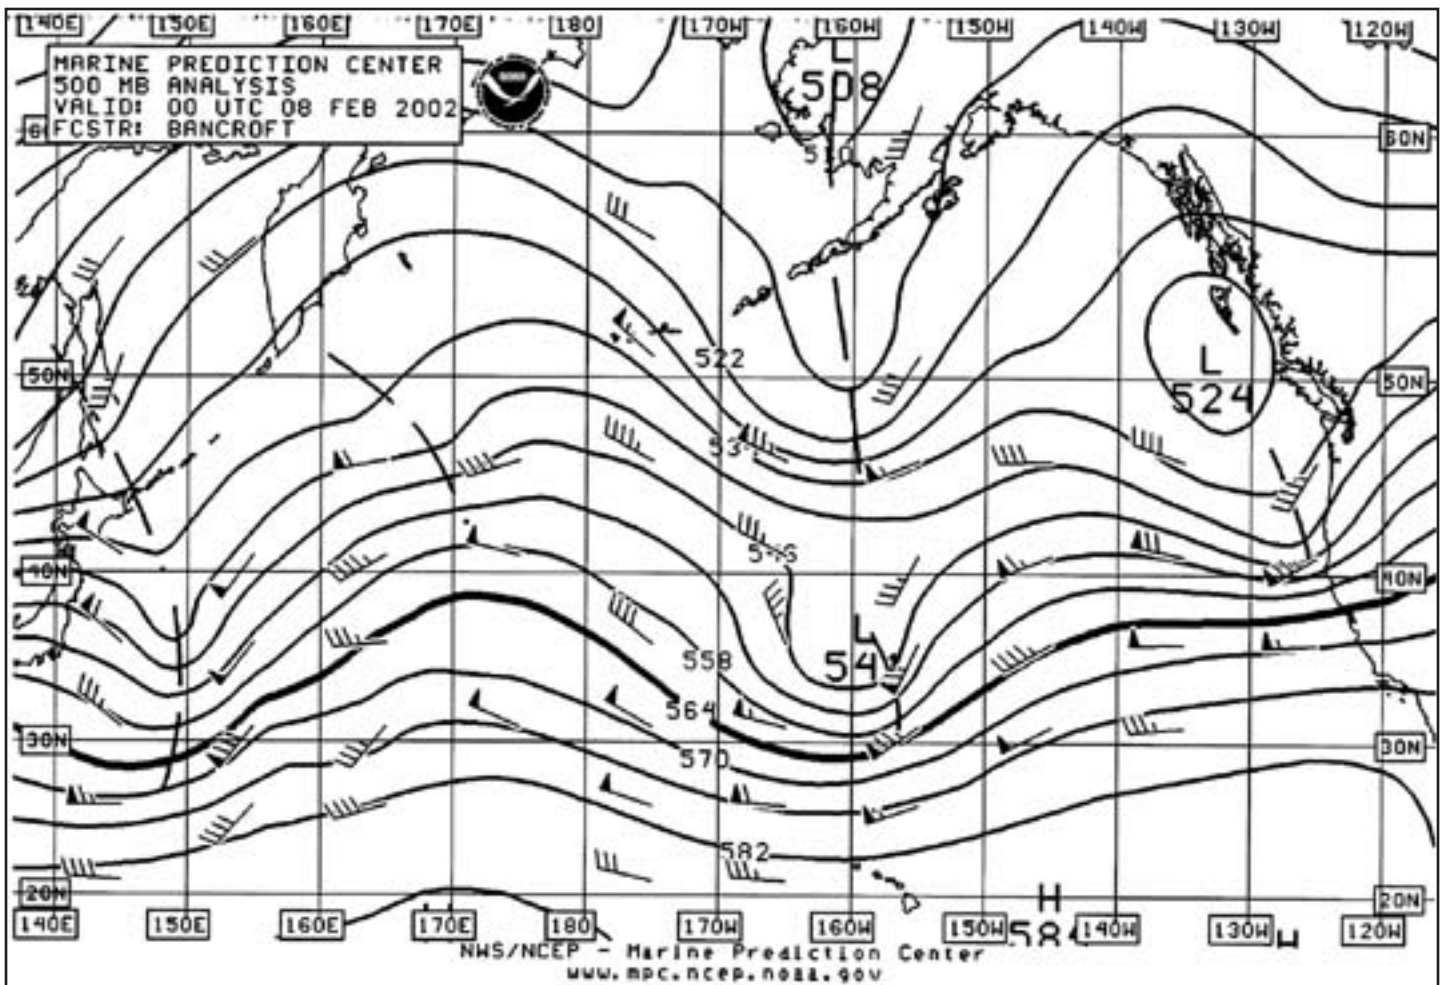 140E 150E 160E 170E 180 170W 160W 150W 140W 130W 120W
MARINE PREDICTION CENTER
500 MB ANALYSIS
VALID: 00 UTC 08 FEB 2002
FCSTR: BANCROFT
L
508
60N
522
50N 50N
L
524
40N 40N
L
54
558
564
30N 30N
570
582
20N 20N
H
140E 150E 160E 170E 180 170W 160W 150W 140W 130W 120W
NWS/NCEP - Marine Prediction Center
www.mpc.ncep.noaa.gov